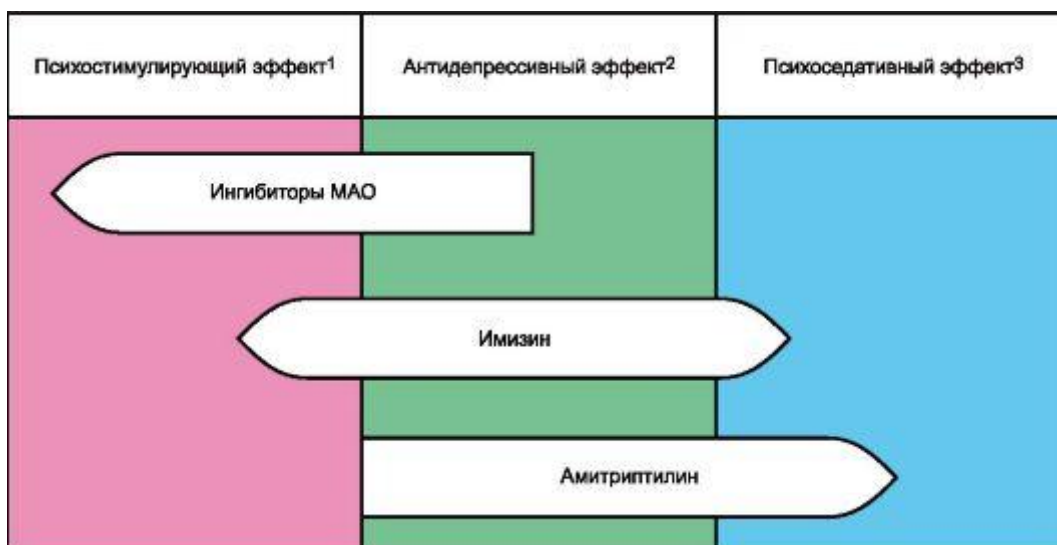 Психостимулирующий эффект1
Антидепрессивный эффект2
Психоседативный эффект3
Ингибиторы МАО
Имизин
Амитриптилин